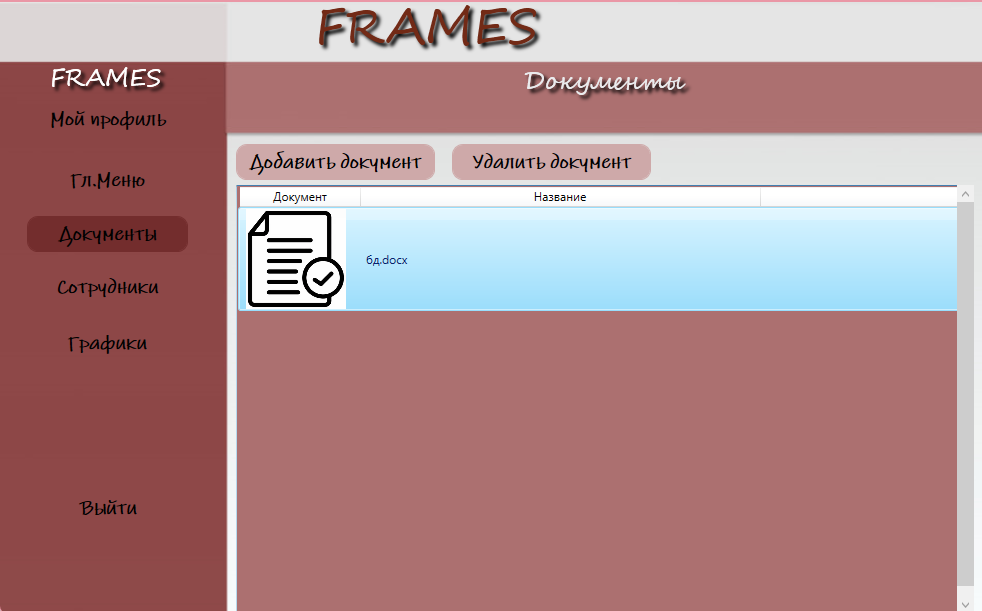 FRAMES
FRAMES
Мой профиль
Гл.Меню
Документы
Сотрудники
Графики
Выйти
Документы
Добавить документ Удалить документ
Документ Название
бд.docx